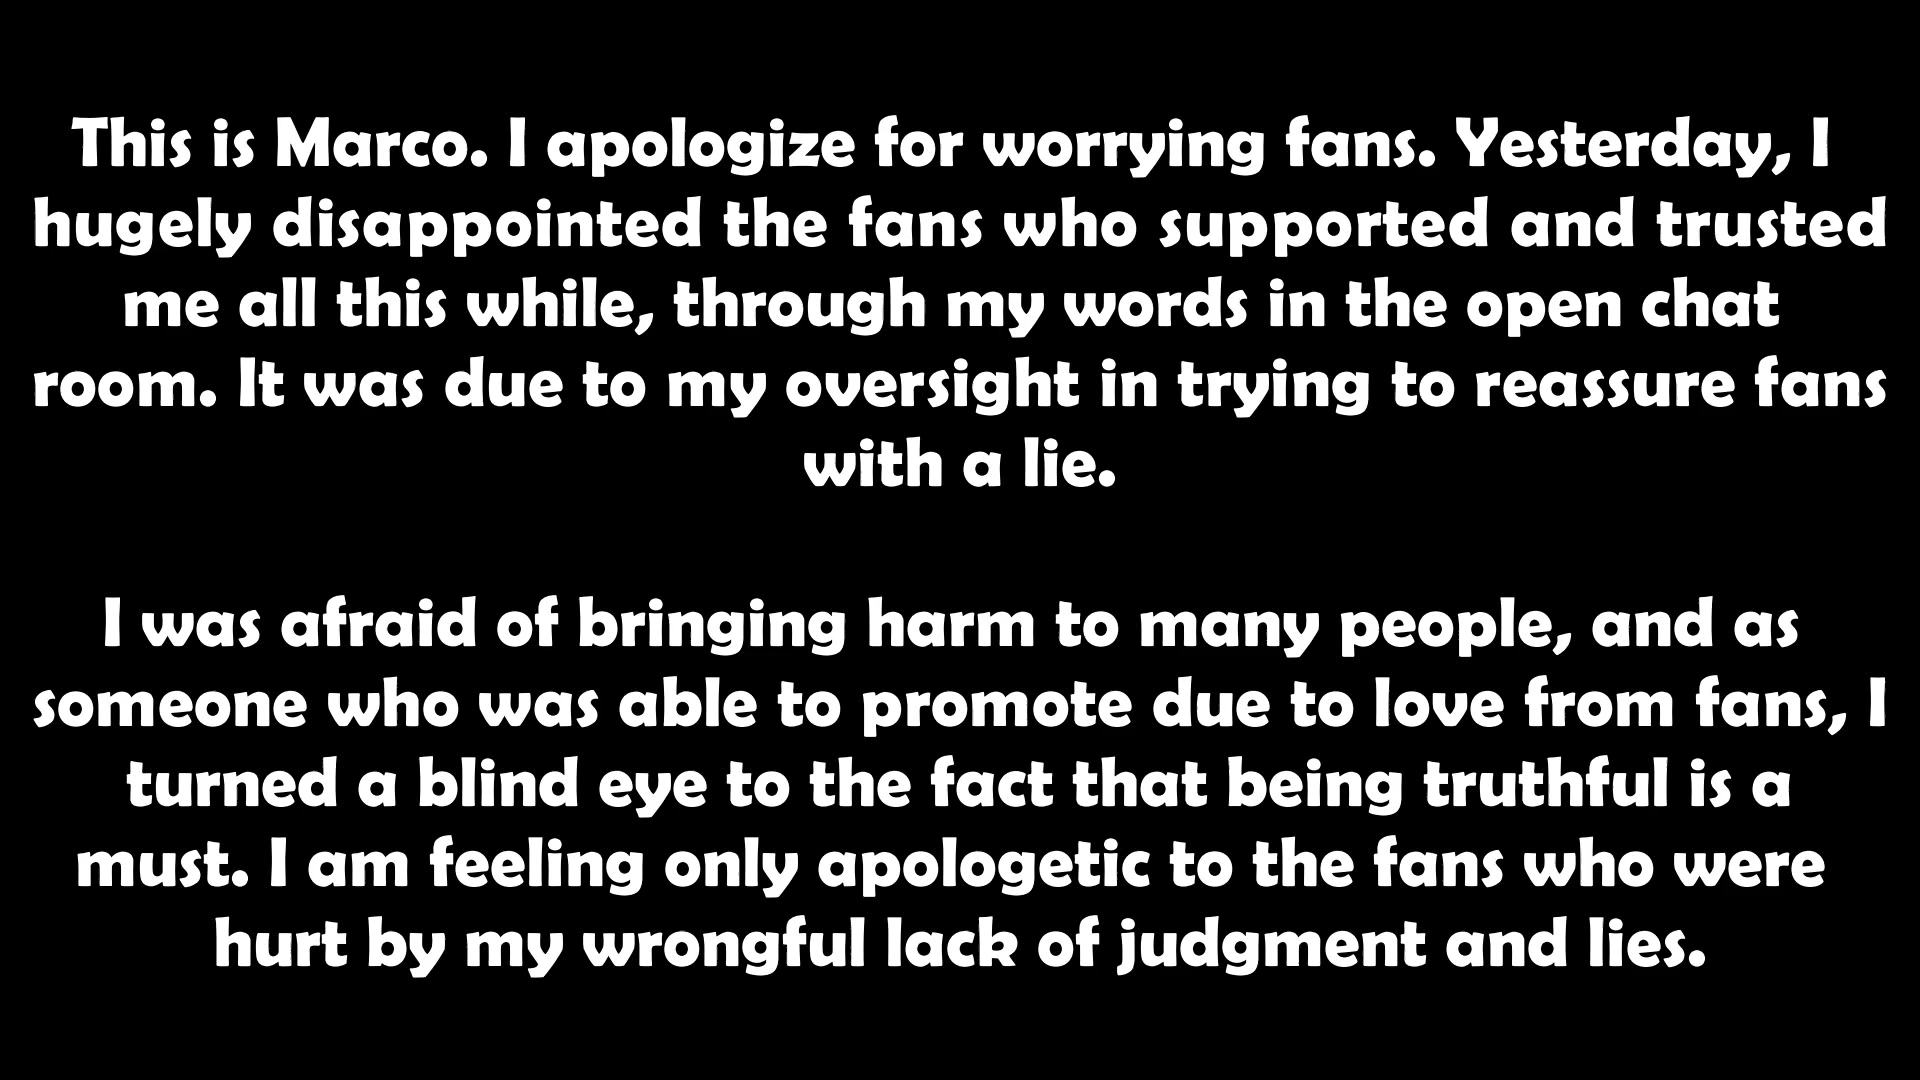 This is Marco. I apologize for worrying fans. Yesterday, I
hugely disappointed the fans who supported and trusted
me all this while, through my words in the open chat
room. It was due to my oversight in trying to reassure fans
with a lie.
I was afraid of bringing harm to many people, and as
someone who was able to promote due to love from fans, I
turned a blind eye to the fact that being truthful is a
must. I am feeling only apologetic to the fans who were
hurt by my wrongful lack of judgment and lies.